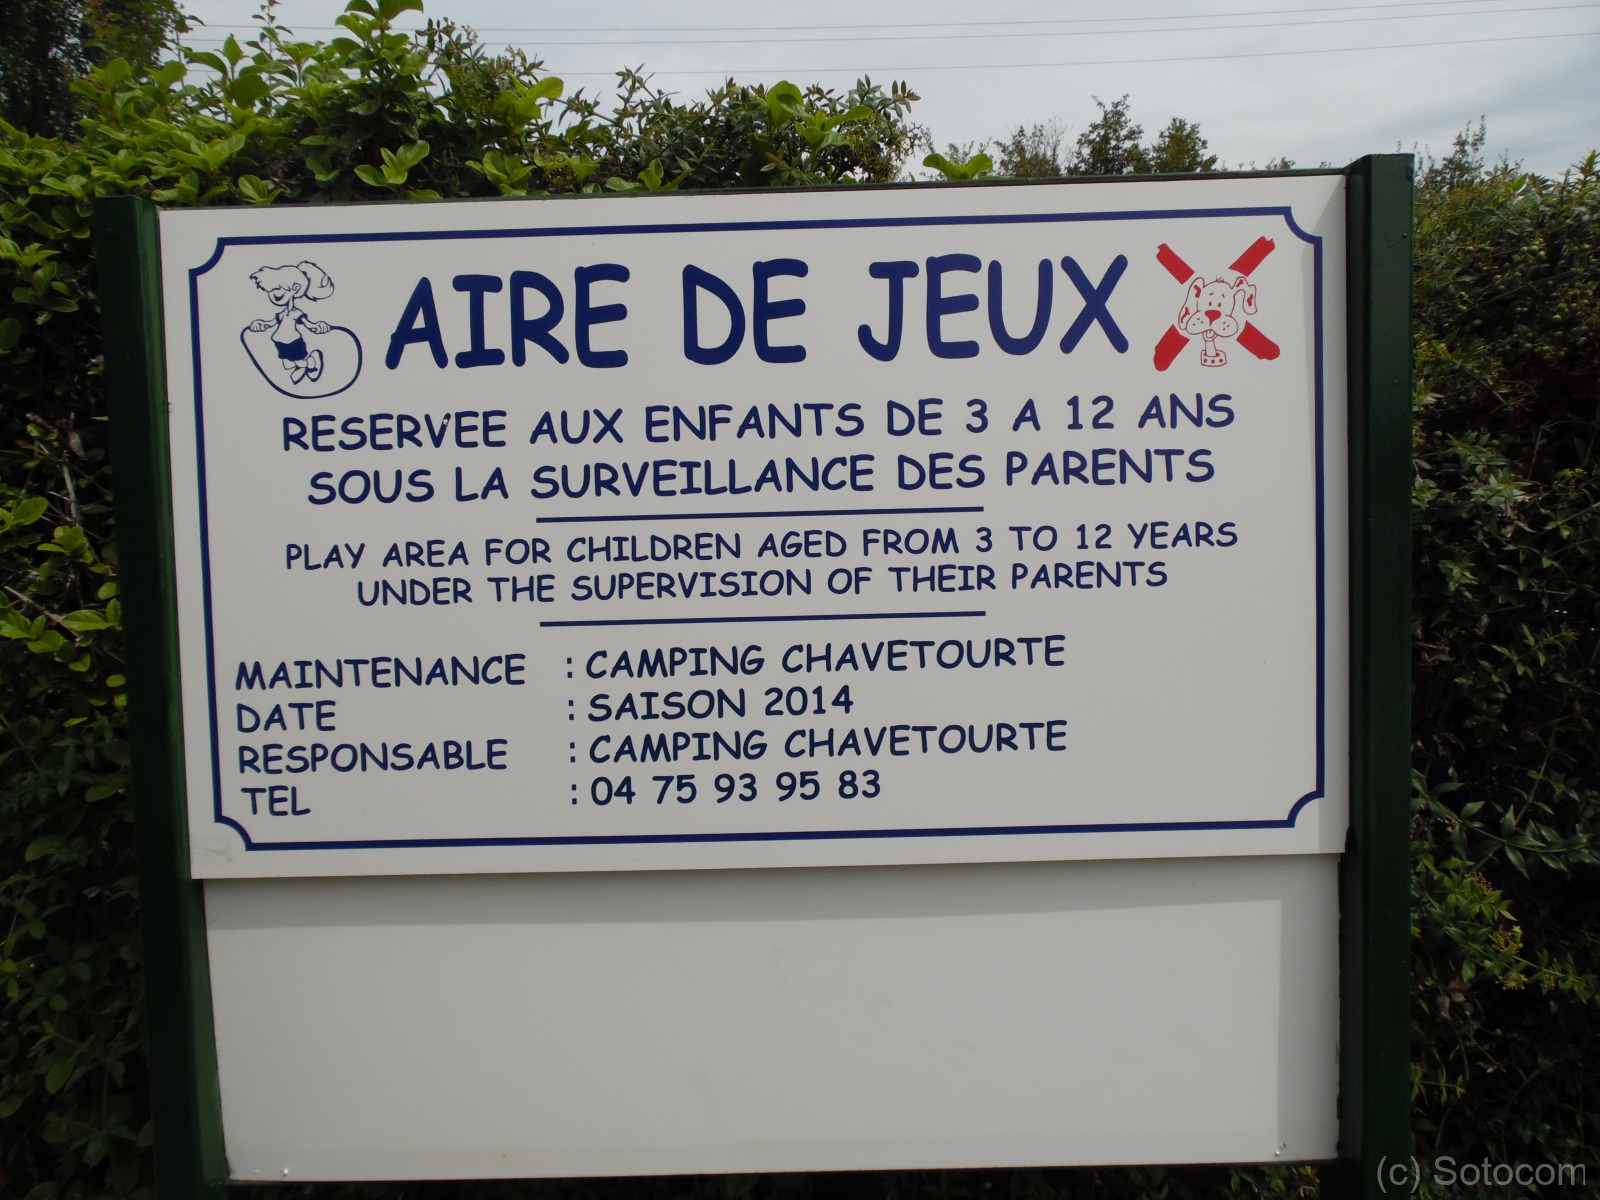 AIRE DE JEUX
RESERVEE AUX ENFANTS DE 3 A 12 ANS
SOUS LA SURVEILLANCE DES PARENTS
PLAY AREA FOR CHILDREN AGED FROM 3 TO 12 YEARS
UNDER THE SUPERVISION OF THEIR PARENTS
MAINTENANCE : CAMPING CHAVETOURTE
DATE : SAISON 2014
RESPONSABLE : CAMPING CHAVETOURTE
TEL : 04 75 93 95 83
(c) Sotocom